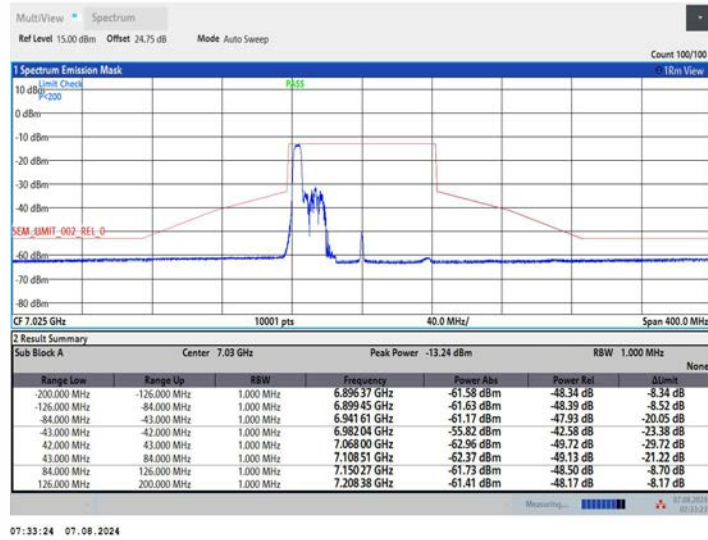 MultiView Spectrum
Ref Level 15.00 dBm Offset 24.75 dB Mode Auto Sweep
Count 100/100
1 Spectrum Emission Mask 1Rm View
10 dBm Limit Check PASS
P<200
0 dBm
-10 dBm
-20 dBm
-30 dBm
-40 dBm
SEM_LIMIT_002_REL_0
-60 dBm
-70 dBm
-80 dBm
CF 7.025 GHz 10001 pts 40.0 MHz/ Span 400.0 MHz
2 Result Summary
Sub Block A Center 7.03 GHz Peak Power -13.24 dBm RBW 1.000 MHz
None
Range Low Range Up RBW Frequency Power Abs Power Rel ΔLimit
-200.000 MHz -126.000 MHz 1.000 MHz 6.896 37 GHz -61.58 dBm -48.34 dB -8.34 dB
-126.000 MHz -84.000 MHz 1.000 MHz 6.899 45 GHz -61.63 dBm -48.39 dB -8.52 dB
-84.000 MHz -43.000 MHz 1.000 MHz 6.941 61 GHz -61.17 dBm -47.93 dB -20.05 dB
-43.000 MHz -42.000 MHz 1.000 MHz 6.982 04 GHz -55.82 dBm -42.58 dB -23.38 dB
42.000 MHz 43.000 MHz 1.000 MHz 7.068 00 GHz -62.96 dBm -49.72 dB -29.72 dB
43.000 MHz 84.000 MHz 1.000 MHz 7.108 51 GHz -62.37 dBm -49.13 dB -21.22 dB
84.000 MHz 126.000 MHz 1.000 MHz 7.150 27 GHz -61.73 dBm -48.50 dB -8.70 dB
126.000 MHz 200.000 MHz 1.000 MHz 7.208 38 GHz -61.41 dBm -48.17 dB -8.17 dB
Measuring... 07.08.2024
07:33:23
07:33:24 07.08.2024